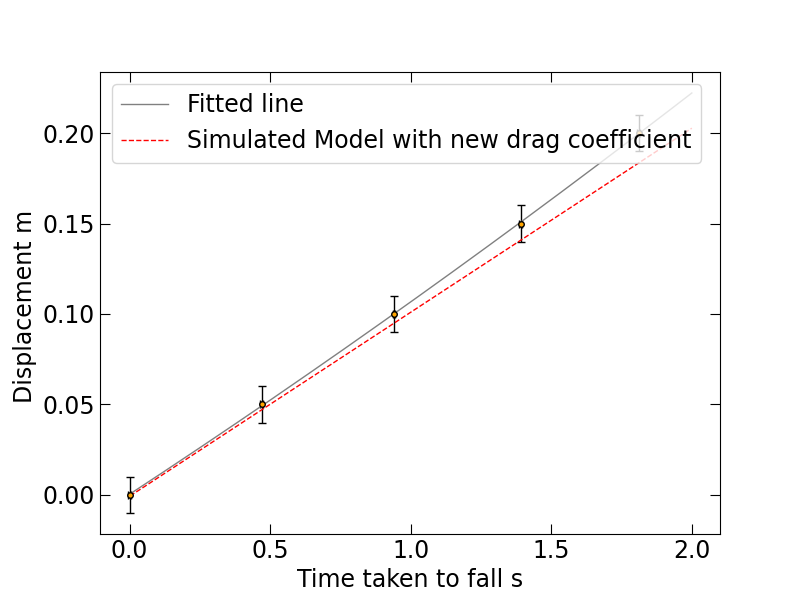 Fitted line
Simulated Model with new drag coefficient
0.20
0.15
0.10
0.05
0.00
Displacement m
0.0 0.5 1.0 1.5 2.0
Time taken to fall s